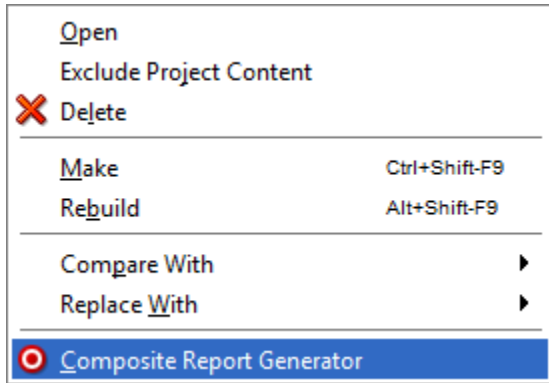 Open
Exclude Project Content
Delete
Make Ctrl+Shift-F9
Rebuild Alt+Shift-F9
Compare With
Replace With
Composite Report Generator